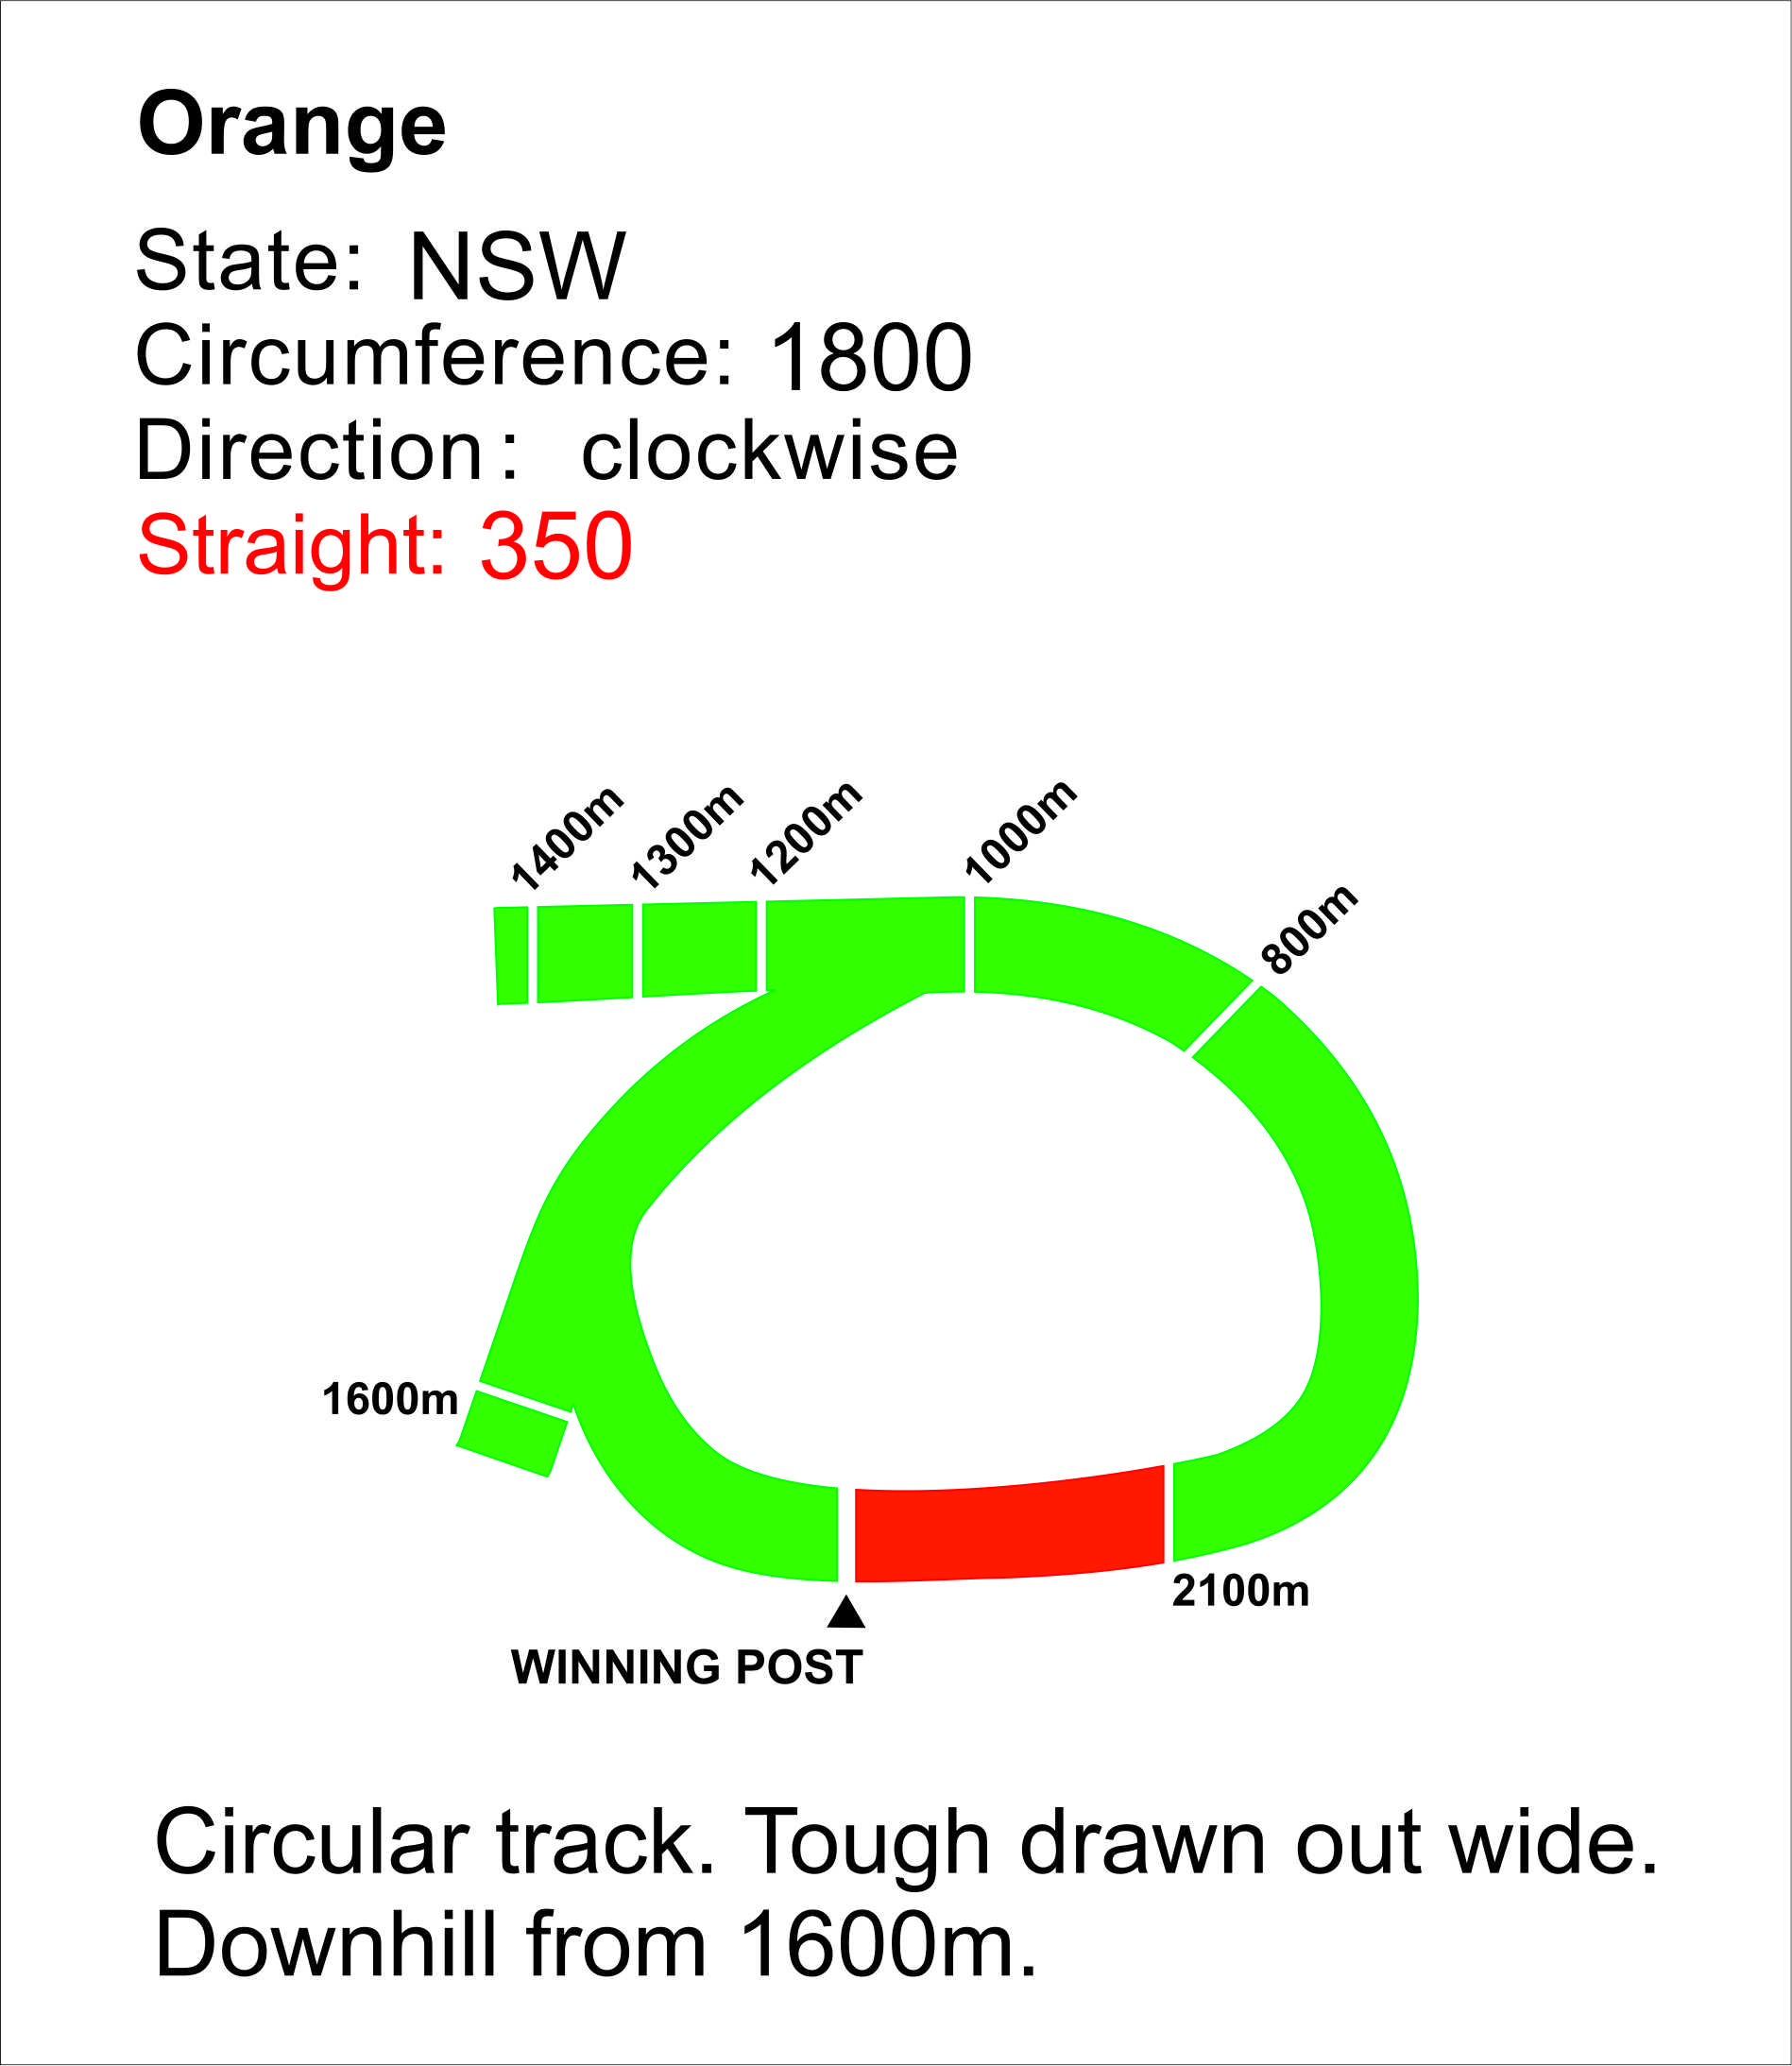 Orange
State: NSW
Circumference: 1800
Direction: clockwise
Straight: 350
1400m
1300m
1200m
1000m
800m
1600m
2100m
WINNING POST
Circular track. Tough drawn out wide.
Downhill from 1600m.